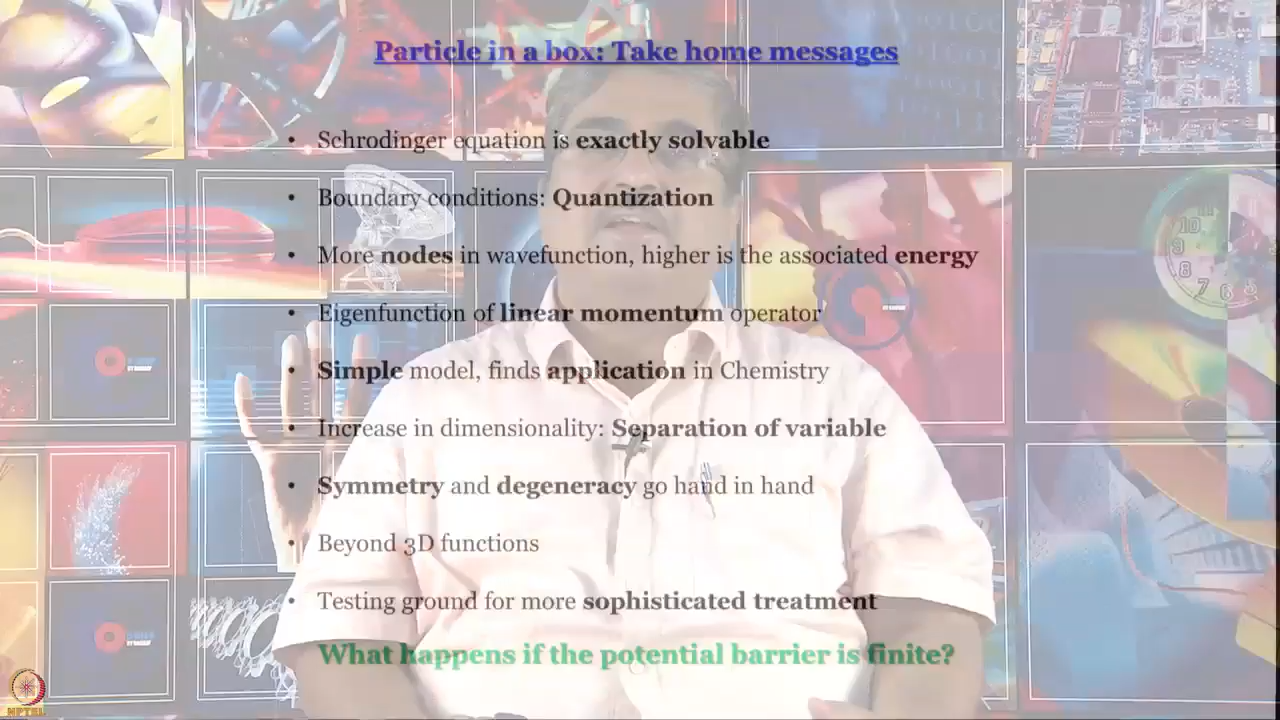 Particle in a box: Take home messages
• Schrodinger equation is exactly solvable
• Boundary conditions: Quantization
• More nodes in wavefunction, higher is the associated energy
• Eigenfunction of linear momentum operator
• Simple model, finds application in Chemistry
• Increase in dimensionality: Separation of variable
• Symmetry and degeneracy go hand in hand
• Beyond 3D functions
• Testing ground for more sophisticated treatment
What happens if the potential barrier is finite?
NPTEL